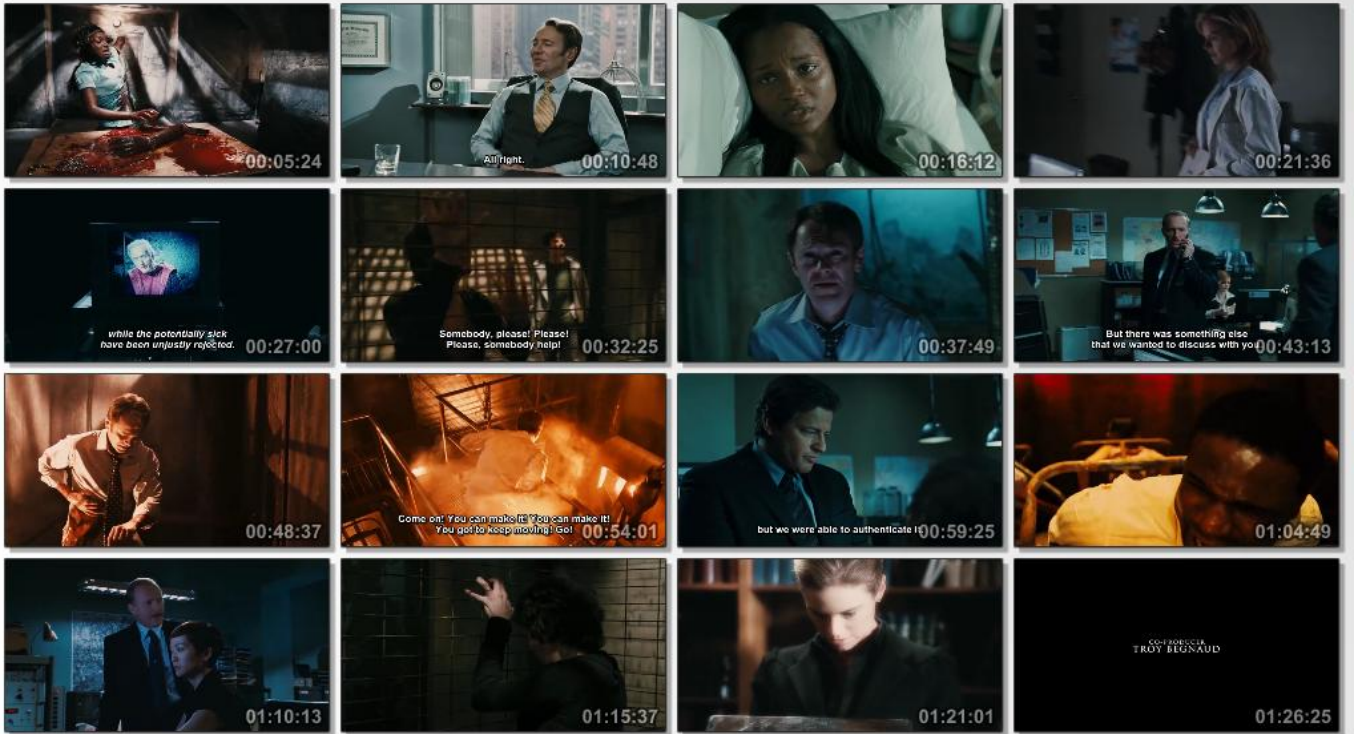 00:05:24
All right.
00:10:48
00:16:12
00:21:36
while the potentially sick
have been unjustly rejected.
00:27:00
Somebody, please! Please!
Please, somebody help!
00:32:25
00:37:49
But there was something else
that we wanted to discuss with you
00:43:13
00:48:37
Come on! You can make it! You can make it!
You got to keep moving! Go!
00:54:01
but we were able to authenticate
00:59:25
01:04:49
01:10:13
01:15:37
01:21:01
CO-PRODUCER
TROY BEGNAUD
01:26:25